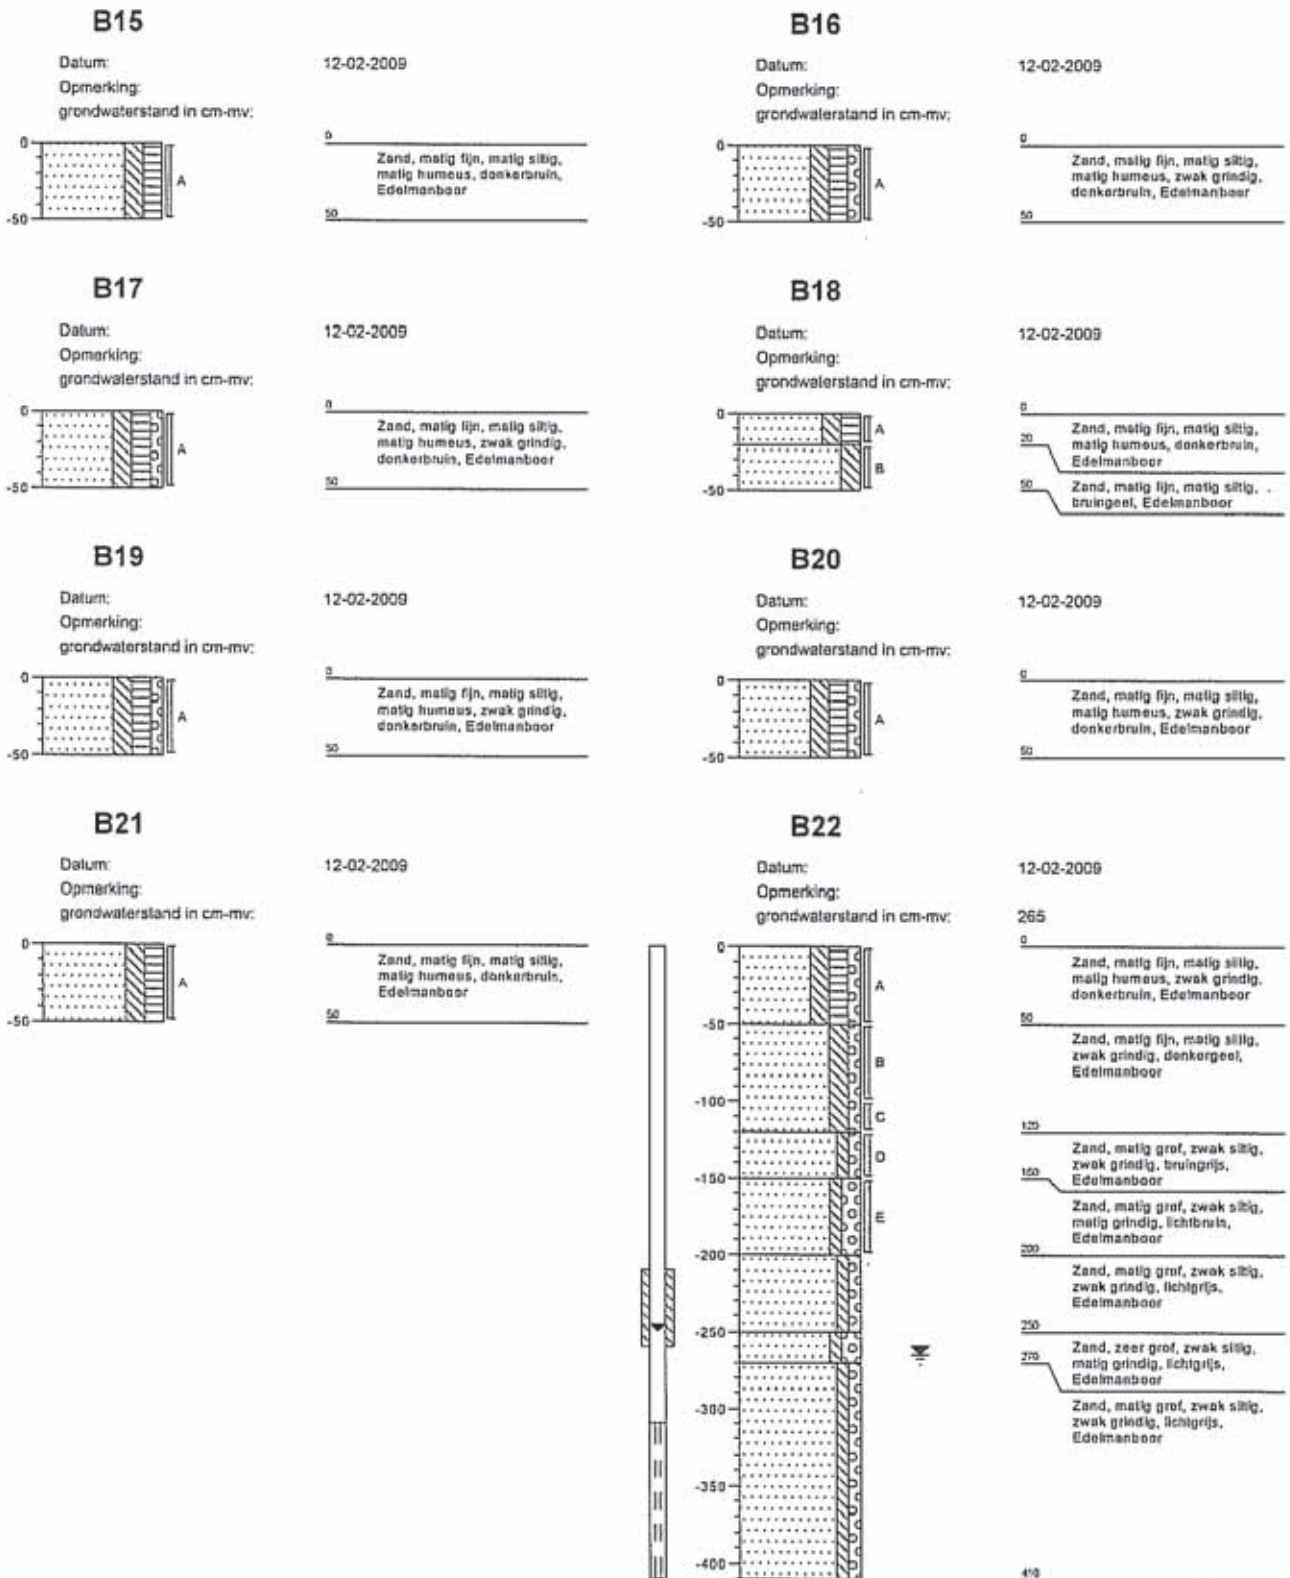 B15
Datum: 12-02-2009
Opmerking:
grondwaterstand in cm-mv:
0
-50
A
0
Zand, matig fijn, matig siltig,
matig humeus, donkerbruin,
Edelmanboor
50
B16
Datum: 12-02-2009
Opmerking:
grondwaterstand in cm-mv:
0
-50
A
0
Zand, matig fijn, matig siltig,
matig humeus, zwak grindig,
donkerbruin, Edelmanboor
50
B17
Datum: 12-02-2009
Opmerking:
grondwaterstand in cm-mv:
0
-50
A
0
Zand, matig fijn, matig siltig,
matig humeus, zwak grindig,
donkerbruin, Edelmanboor
50
B18
Datum: 12-02-2009
Opmerking:
grondwaterstand in cm-mv:
0
-50
A
B
0
Zand, matig fijn, matig siltig,
matig humeus, donkerbruin,
Edelmanboor
20
Zand, matig fijn, matig siltig,
bruingeel, Edelmanboor
50
B19
Datum: 12-02-2009
Opmerking:
grondwaterstand in cm-mv:
0
-50
A
0
Zand, matig fijn, matig siltig,
matig humeus, zwak grindig,
donkerbruin, Edelmanboor
50
B20
Datum: 12-02-2009
Opmerking:
grondwaterstand in cm-mv:
0
-50
A
0
Zand, matig fijn, matig siltig,
matig humeus, zwak grindig,
donkerbruin, Edelmanboor
50
B21
Datum: 12-02-2009
Opmerking:
grondwaterstand in cm-mv:
0
-50
A
0
Zand, matig fijn, matig siltig,
matig humeus, donkerbruin,
Edelmanboor
50
B22
Datum: 12-02-2009
Opmerking:
grondwaterstand in cm-mv: 265
0
-50
-100
-150
-200
-250
-300
-350
-400
A
B
C
D
E
0
Zand, matig fijn, matig siltig,
matig humeus, zwak grindig,
donkerbruin, Edelmanboor
50
Zand, matig fijn, matig siltig,
zwak grindig, donkergeel,
Edelmanboor
120
Zand, matig grof, zwak siltig,
zwak grindig, bruingrijs,
Edelmanboor
150
Zand, matig grof, zwak siltig,
matig grindig, lichtbruin,
Edelmanboor
200
Zand, matig grof, zwak siltig,
zwak grindig, lichtgrijs,
Edelmanboor
250
Zand, zeer grof, zwak siltig,
matig grindig, lichtgrijs,
Edelmanboor
270
Zand, matig grof, zwak siltig,
zwak grindig, lichtgrijs,
Edelmanboor
410